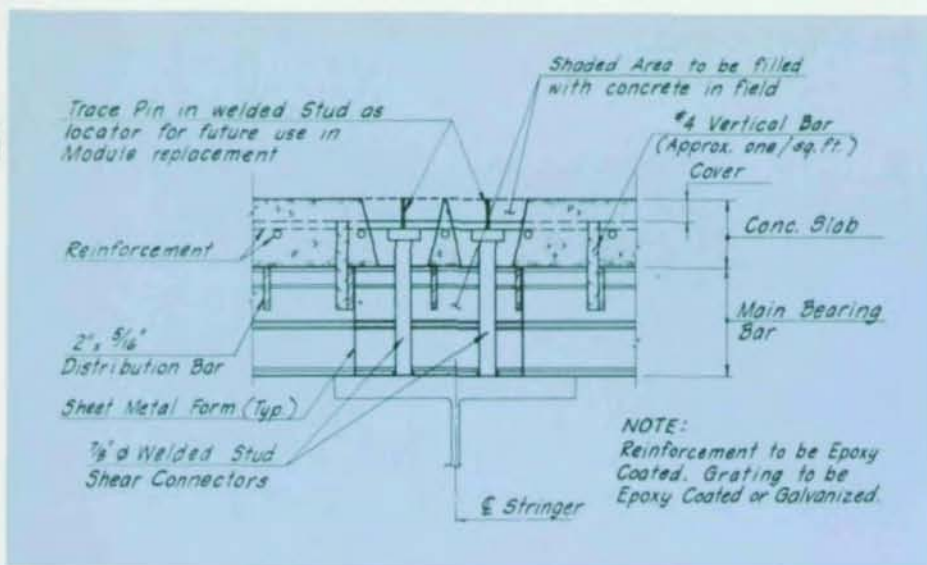 Shaded Area to be filled
with concrete in field
Trace Pin in welded Stud as
locator for future use in
Module replacement
#4 Vertical Bar
(Approx. one/sq.ft.)
Cover
Reinforcement
Conc. Slab
Main Bearing
Bar
2" x 5/16"
Distribution Bar
Sheet Metal Form (Typ.)
7/8" ø Welded Stud
Shear Connectors
℄ Stringer
NOTE:
Reinforcement to be Epoxy
Coated. Grating to be
Epoxy Coated or Galvanized.